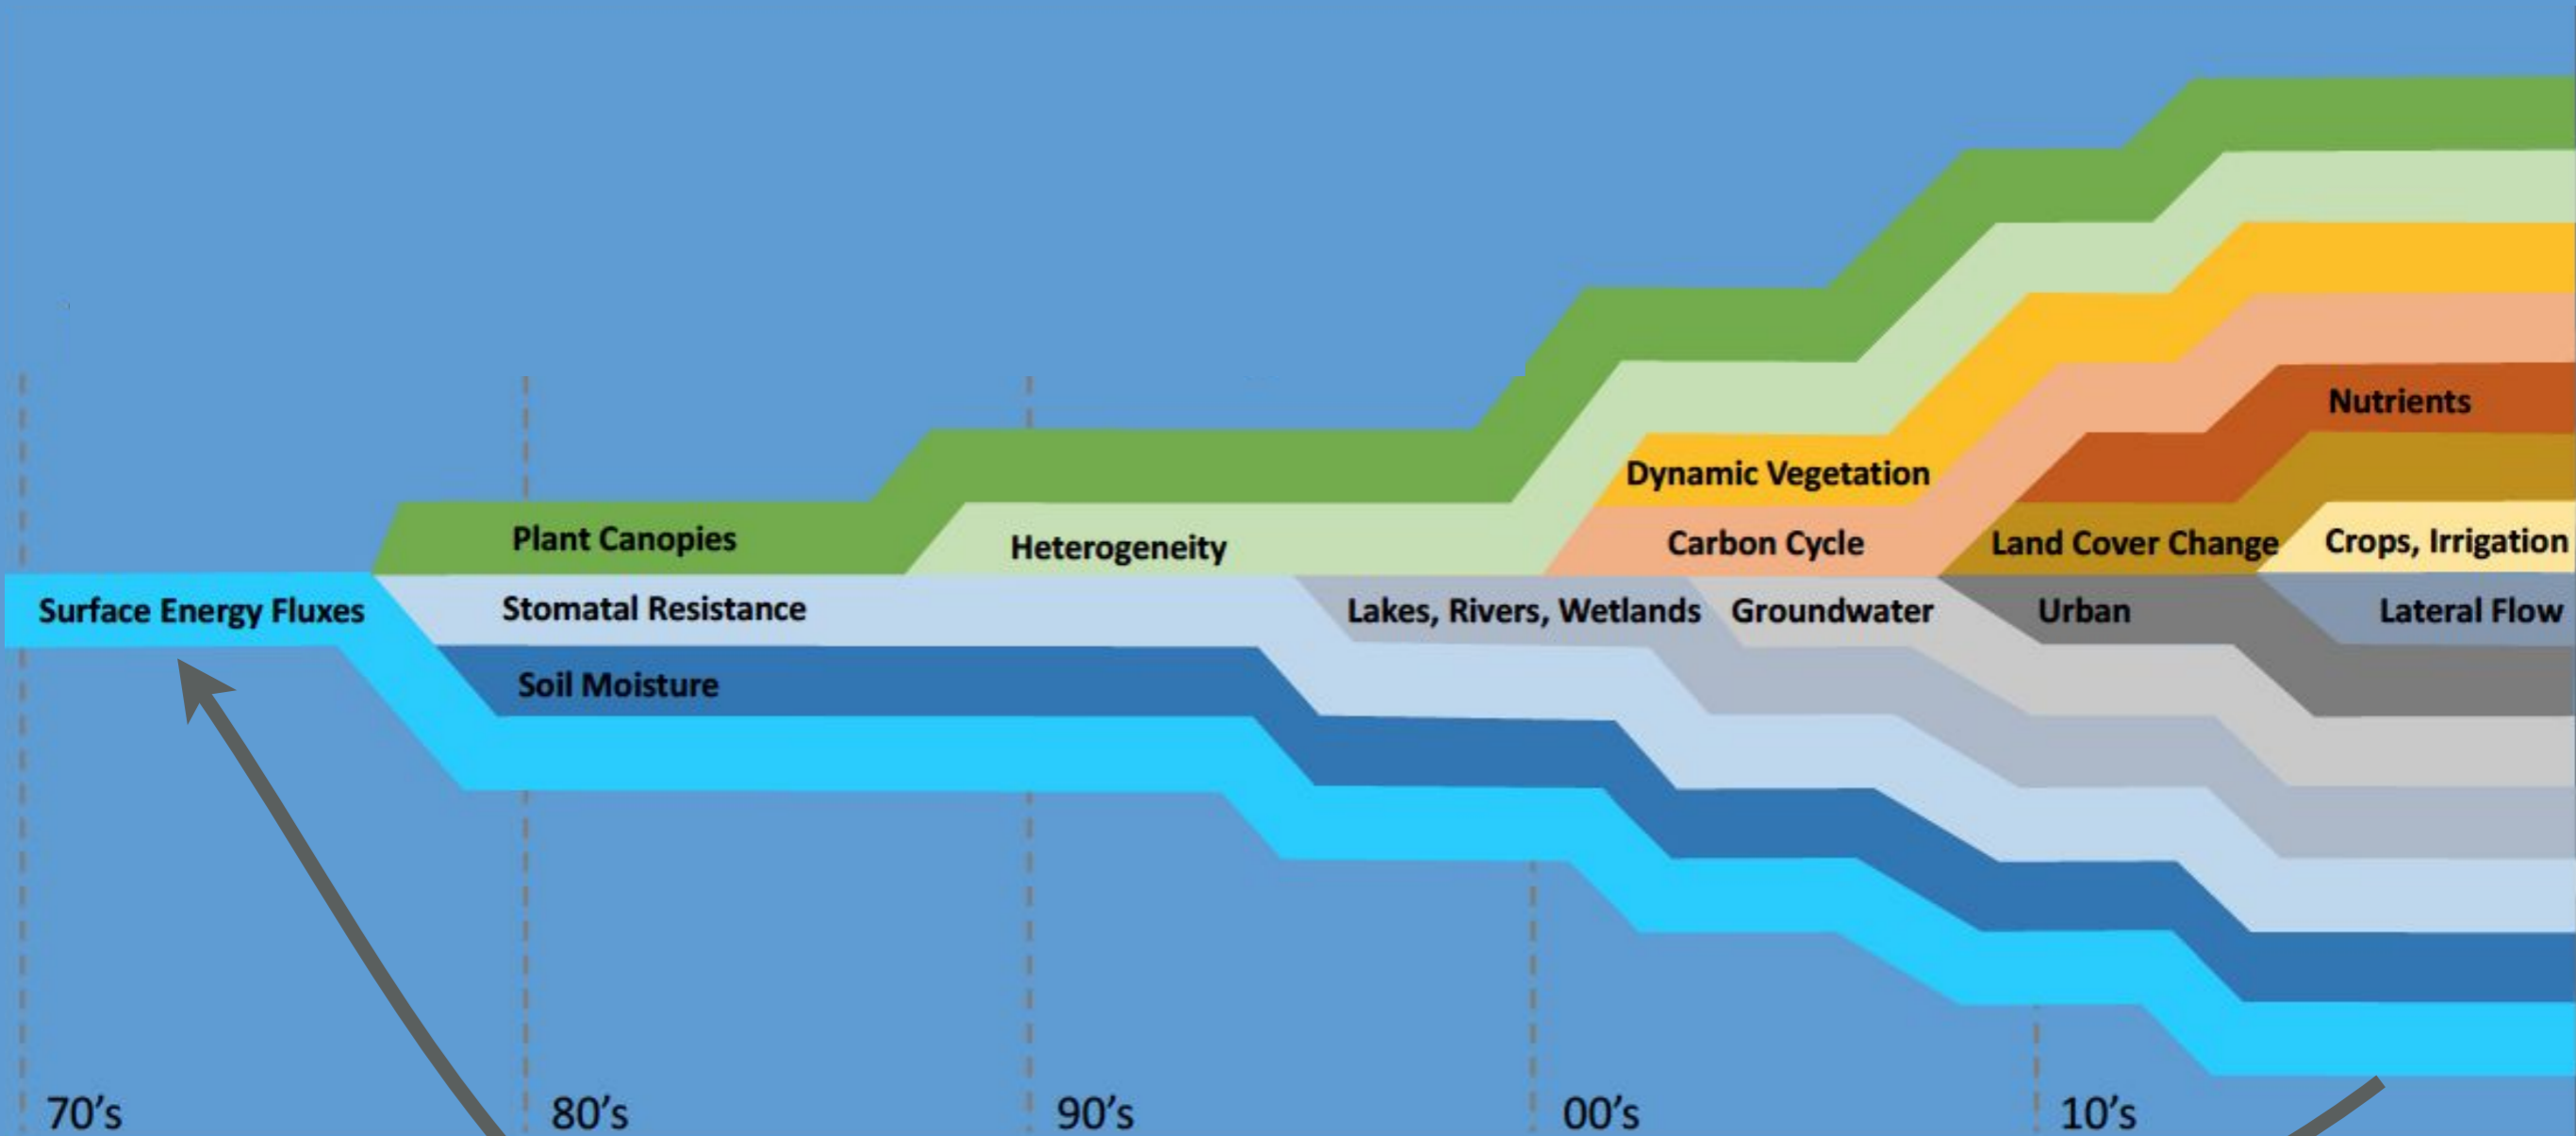 Nutrients
Dynamic Vegetation
Plant Canopies
Heterogeneity
Carbon Cycle
Land Cover Change
Crops, Irrigation
Surface Energy Fluxes
Stomatal Resistance
Lakes, Rivers, Wetlands
Groundwater
Urban
Lateral Flow
Soil Moisture
70's
80's
90's
00's
10's